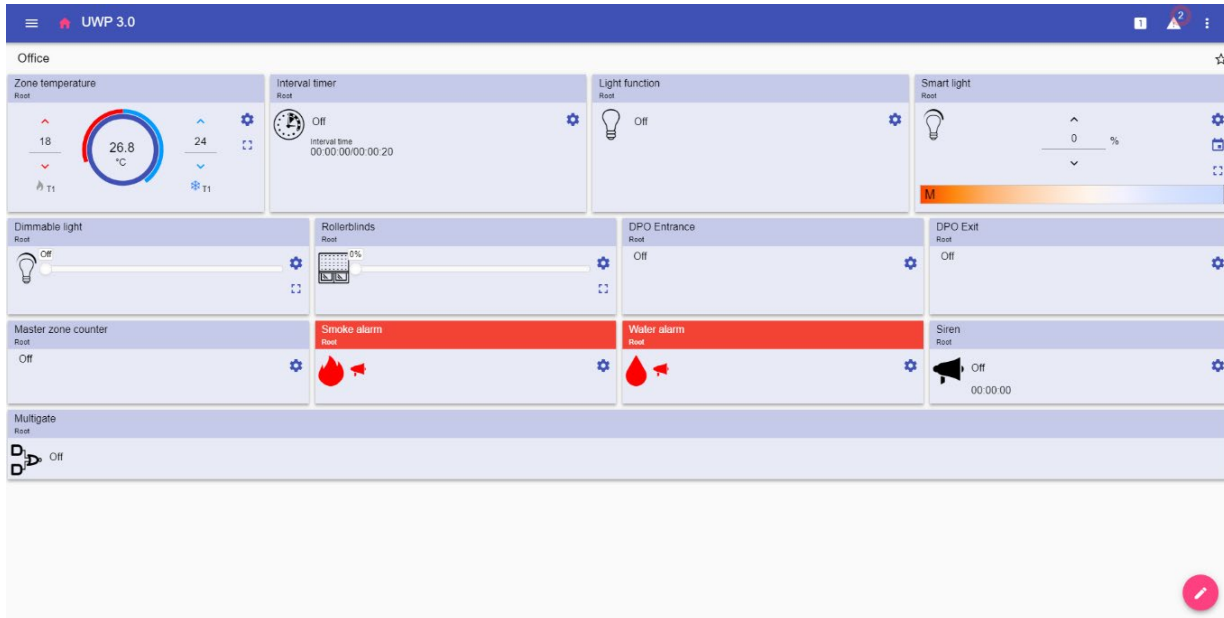 UWP 3.0
1
2
Office
Zone temperature
Root
18
26.8
°C
24
T1
T1
Interval timer
Root
Off
Interval time
00:00:00/00:00:20
Light function
Root
Off
Smart light
Root
0 %
M
Dimmable light
Root
Off
Rollerblinds
Root
0%
DPO Entrance
Root
Off
DPO Exit
Root
Off
Master zone counter
Root
Off
Smoke alarm
Root
Water alarm
Root
Siren
Root
Off
00:00:00
Multigate
Root
Off